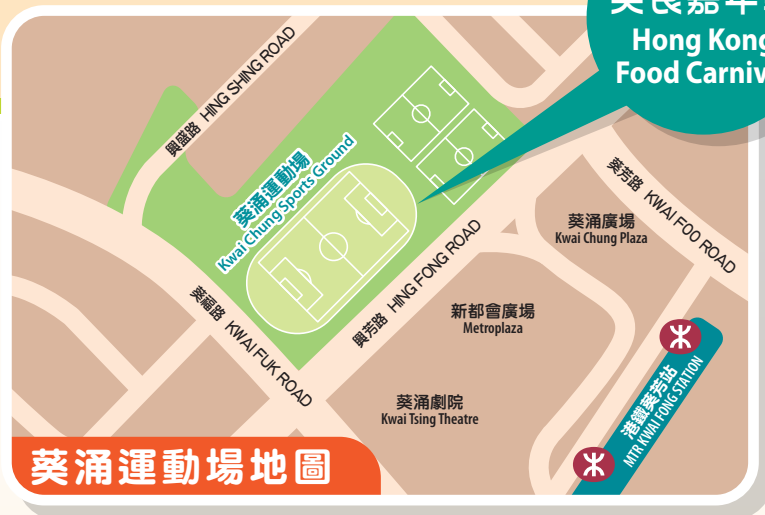 嘉年
Hong Kong
Food Carniv
興盛路 HING SHING ROAD
葵涌運動場
Kwai Chung Sports Ground
葵芳路 KWAI FOO ROAD
葵涌廣場
Kwai Chung Plaza
興芳路 HING FONG ROAD
新都會廣場
Metroplaza
葵福路 KWAI FUK ROAD
葵涌劇院
Kwai Tsing Theatre
港鐵葵芳站
MTR KWAI FONG STATION
葵涌運動場地圖